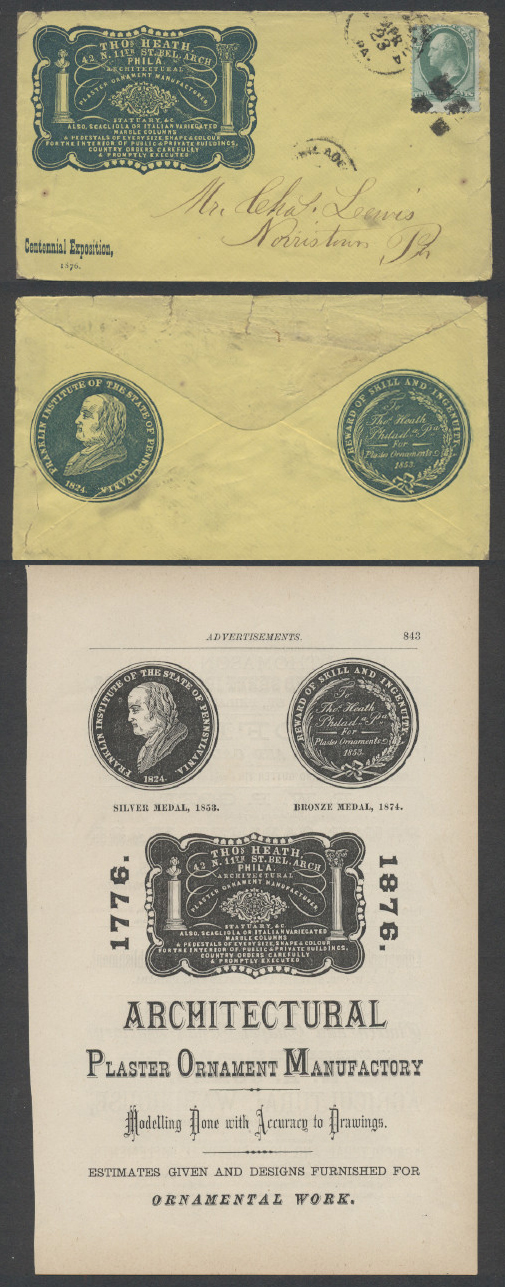 THOS HEATH,
42 N. 11TH ST. BEL. ARCH
PHILA.
ARCHITECTURAL
PLASTER ORNAMENT MANUFACTURER
STATUARY, &C
ALSO, SCAGLIOLA OR ITALIAN VARIEGATED
MARBLE COLUMNS
& PEDESTALS OF EVERY SIZE, SHAPE & COLOUR
FOR THE INTERIOR OF PUBLIC & PRIVATE BUILDINGS.
COUNTRY ORDERS CAREFULLY
& PROMPTLY EXECUTED
APR
23
PA.
Mr. Chas. Lewis
Norristown Pa
Centennial Exposition,
1876.
FRANKLIN INSTITUTE OF THE STATE OF PENNSYLVANIA.
1824.
REWARD OF SKILL AND INGENUITY.
To
Thos Heath
Philada Pa
For
Plaster Ornaments &c
1853.
ADVERTISEMENTS. 843
FRANKLIN INSTITUTE OF THE STATE OF PENNSYLVANIA.
1824.
REWARD OF SKILL AND INGENUITY.
To
Thos Heath
Philada Pa
For
Plaster Ornaments &c
1853.
SILVER MEDAL, 1853. BRONZE MEDAL, 1874.
1776.
THOS HEATH,
42 N. 11TH ST. BEL. ARCH
PHILA.
ARCHITECTURAL
PLASTER ORNAMENT MANUFACTURER
STATUARY, &C
ALSO, SCAGLIOLA OR ITALIAN VARIEGATED
MARBLE COLUMNS
& PEDESTALS OF EVERY SIZE, SHAPE & COLOUR
FOR THE INTERIOR OF PUBLIC & PRIVATE BUILDINGS,
COUNTRY ORDERS CAREFULLY
& PROMPTLY EXECUTED
1876.
ARCHITECTURAL
PLASTER ORNAMENT MANUFACTORY
Modelling Done with Accuracy to Drawings.
ESTIMATES GIVEN AND DESIGNS FURNISHED FOR
ORNAMENTAL WORK.